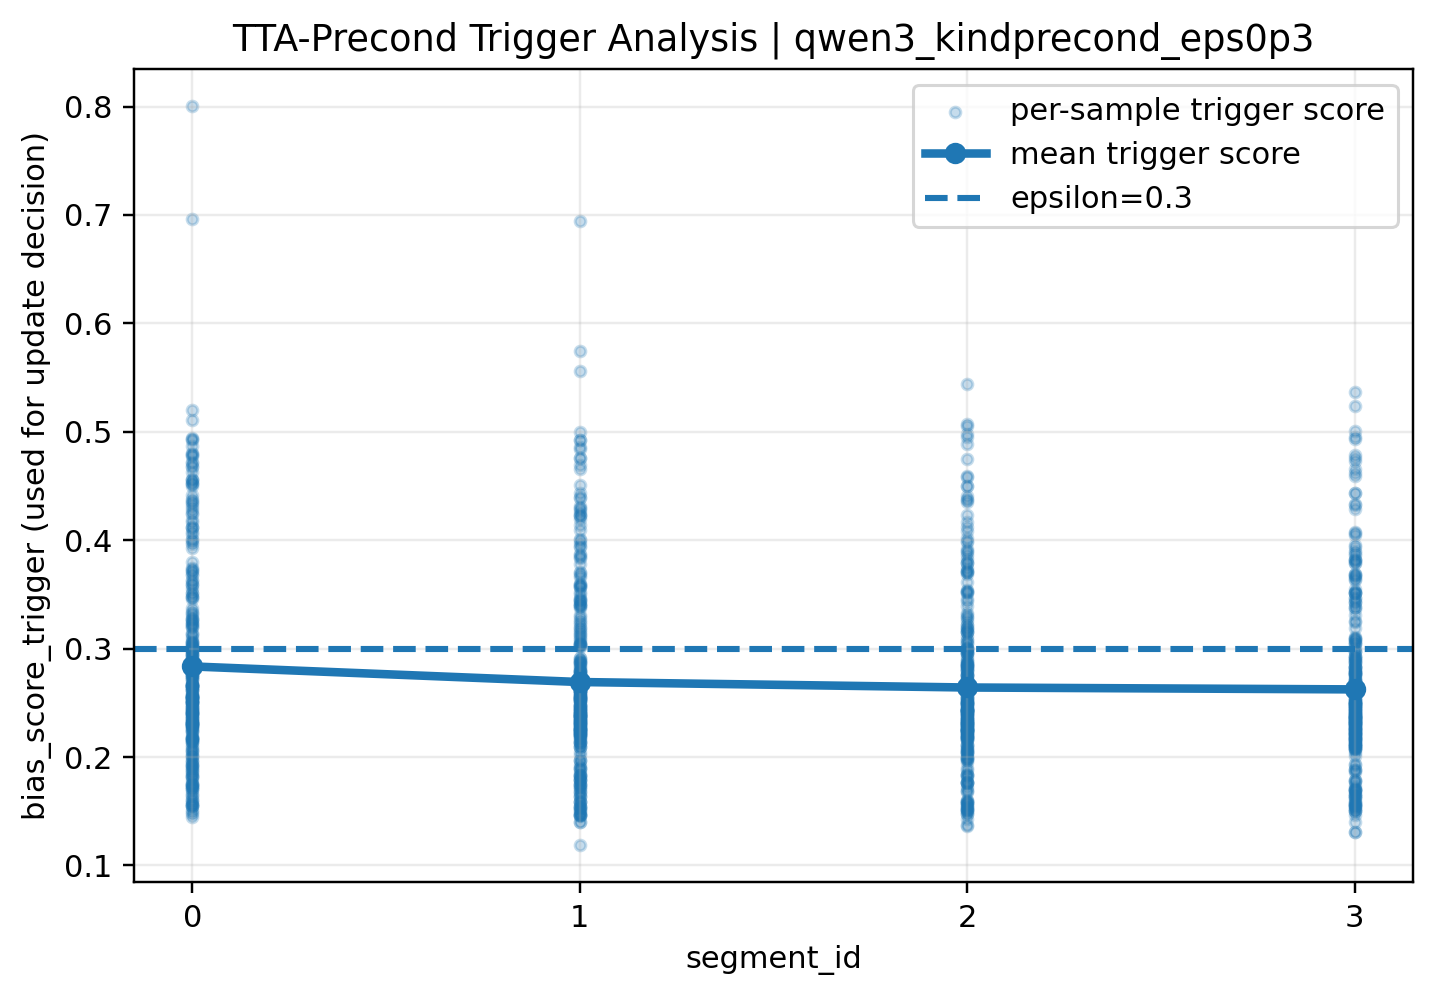 TTA-Precond Trigger Analysis | qwen3_kindprecond_eps0p3
bias_score_trigger (used for update decision)
0.8
0.7
0.6
0.5
0.4
0.3
0.2
0.1
per-sample trigger score
mean trigger score
epsilon=0.3
0 1 2 3
segment_id